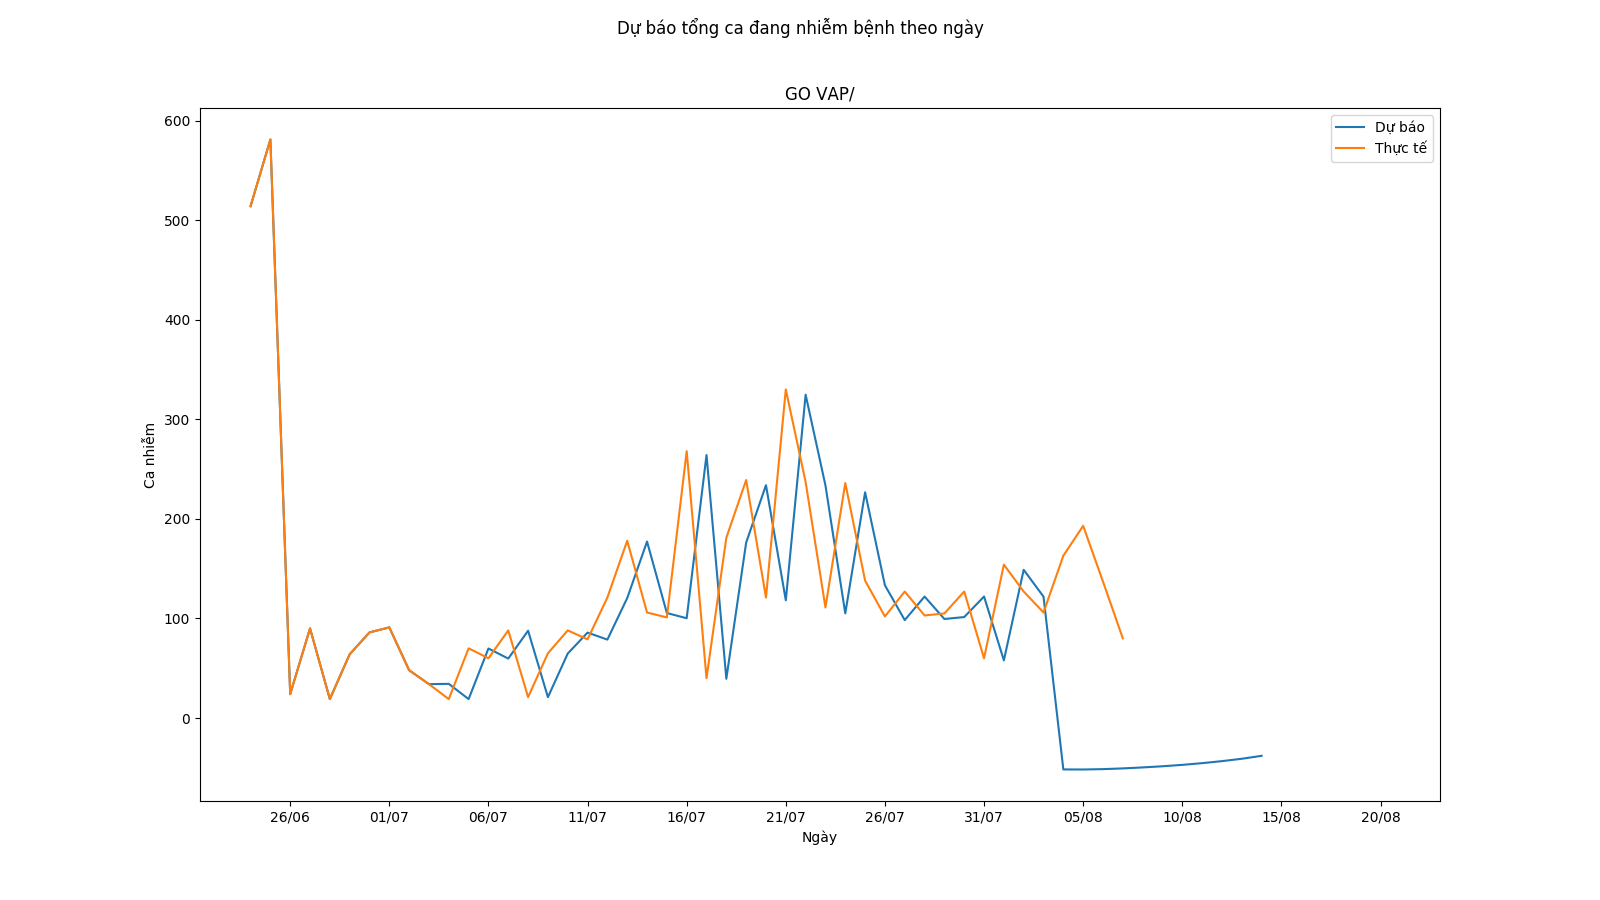 Dự báo tổng ca đang nhiễm bệnh theo ngày
GO VAP/
Dự báo
Thực tế
600
500
400
300
200
100
0
Ca nhiễm
26/06 01/07 06/07 11/07 16/07 21/07 26/07 31/07 05/08 10/08 15/08 20/08
Ngày